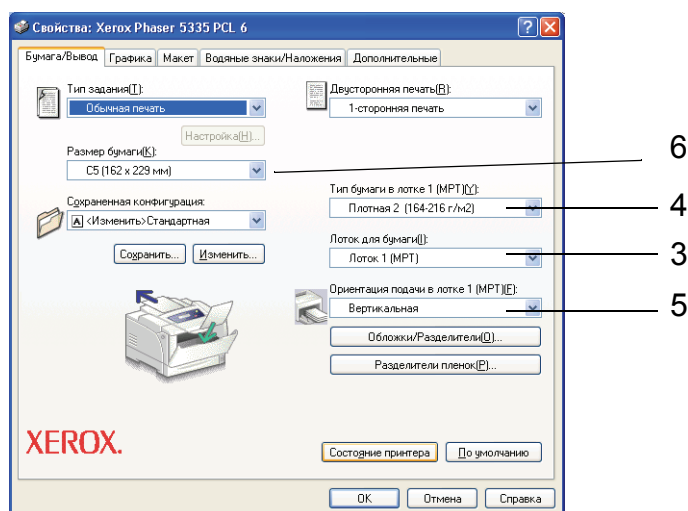 Свойства: Xerox Phaser 5335 PCL 6
Бумага/Вывод Графика Макет Водяные знаки/Наложения Дополнительные
Тип задания(T):
Обычная печать
Настройка(H)...
Размер бумаги(K):
C5 (162 x 229 мм)
Сохраненная конфигурация:
A <Изменить>Стандартная
Сохранить... Изменить...
Двусторонняя печать(R):
1-сторонняя печать
6
Тип бумаги в лотке 1 (MPT)(Y):
Плотная 2 (164-216 г/м2)
4
Лоток для бумаги(I):
Лоток 1 (MPT)
3
Ориентация подачи в лотке 1 (MPT)(F):
Вертикальная
5
Обложки/Разделители(O)...
Разделители пленок(P)...
XEROX.
Состояние принтера По умолчанию
OK Отмена Справка